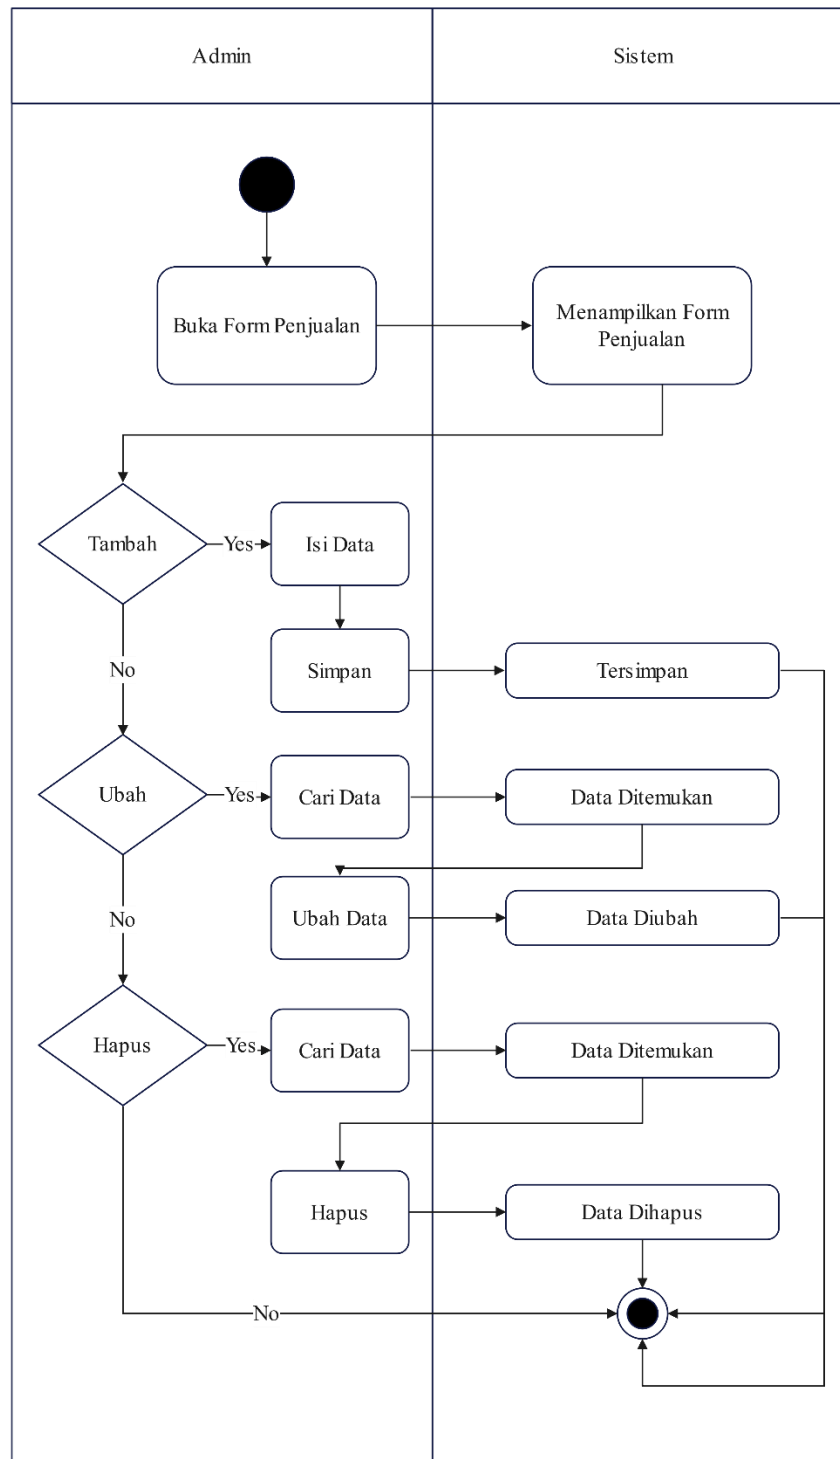 Admin
Sistem
Buka Form Penjualan
Menampilkan Form
Penjualan
Tambah
Yes
Isi Data
No
Simpan
Tersimpan
Ubah
Yes
Cari Data
Data Ditemukan
No
Ubah Data
Data Diubah
Hapus
Yes
Cari Data
Data Ditemukan
Hapus
Data Dihapus
No